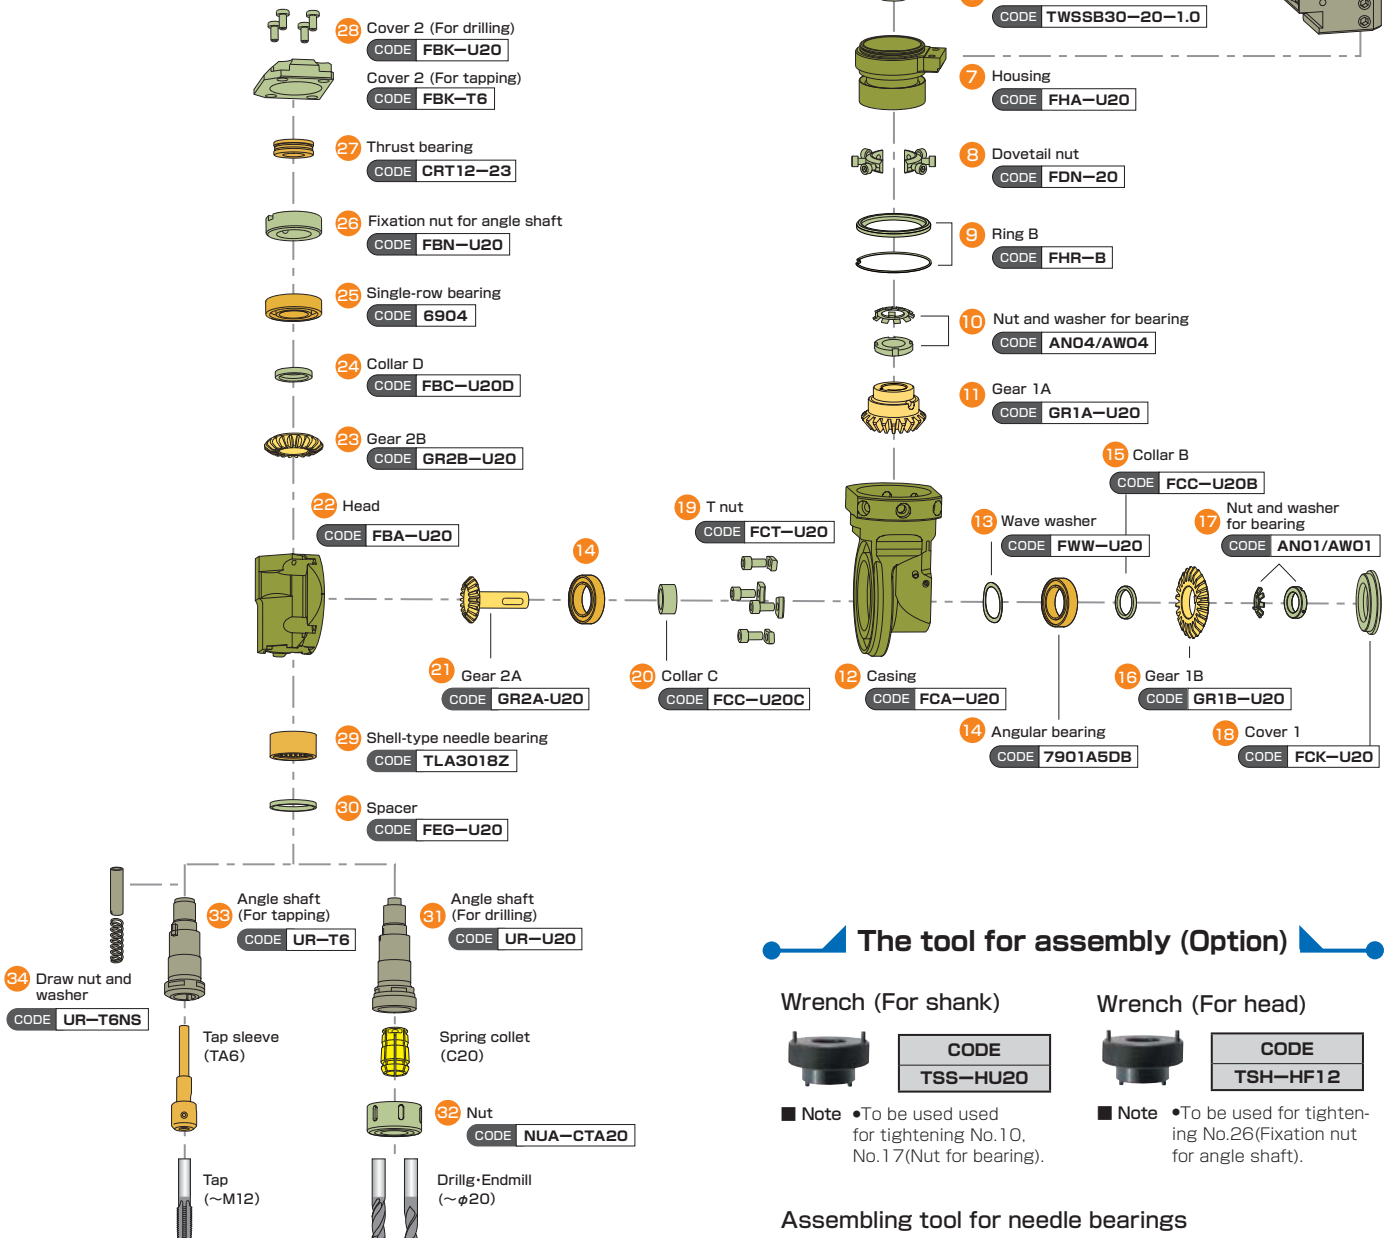 28 Cover 2 (For drilling)
CODE FBK−U20
Cover 2 (For tapping)
CODE FBK−T6
27 Thrust bearing
CODE CRT12−23
26 Fixation nut for angle shaft
CODE FBN−U20
25 Single-row bearing
CODE 6904
24 Collar D
CODE FBC−U20D
23 Gear 2B
CODE GR2B−U20
22 Head
CODE FBA−U20
14
21 Gear 2A
CODE GR2A-U20
20 Collar C
CODE FCC−U20C
19 T nut
CODE FCT−U20
29 Shell-type needle bearing
CODE TLA3018Z
30 Spacer
CODE FEG−U20
33 Angle shaft
(For tapping)
CODE UR−T6
31 Angle shaft
(For drilling)
CODE UR−U20
34 Draw nut and
washer
CODE UR−T6NS
Tap sleeve
(TA6)
Spring collet
(C20)
32 Nut
CODE NUA−CTA20
Tap
(~M12)
Drillg･Endmill
(~φ20)
CODE TWSSB30−20−1.0
7 Housing
CODE FHA−U20
8 Dovetail nut
CODE FDN−20
9 Ring B
CODE FHR−B
10 Nut and washer for bearing
CODE AN04/AW04
11 Gear 1A
CODE GR1A−U20
15 Collar B
CODE FCC−U20B
13 Wave washer
CODE FWW−U20
17 Nut and washer
for bearing
CODE AN01/AW01
12 Casing
CODE FCA−U20
16 Gear 1B
CODE GR1B−U20
14 Angular bearing
CODE 7901A5DB
18 Cover 1
CODE FCK−U20
The tool for assembly (Option)
Wrench (For shank)
CODE
TSS−HU20
■ Note •To be used used
for tightening No.10,
No.17(Nut for bearing).
Wrench (For head)
CODE
TSH−HF12
■ Note •To be used for tighten-
ing No.26(Fixation nut
for angle shaft).
Assembling tool for needle bearings